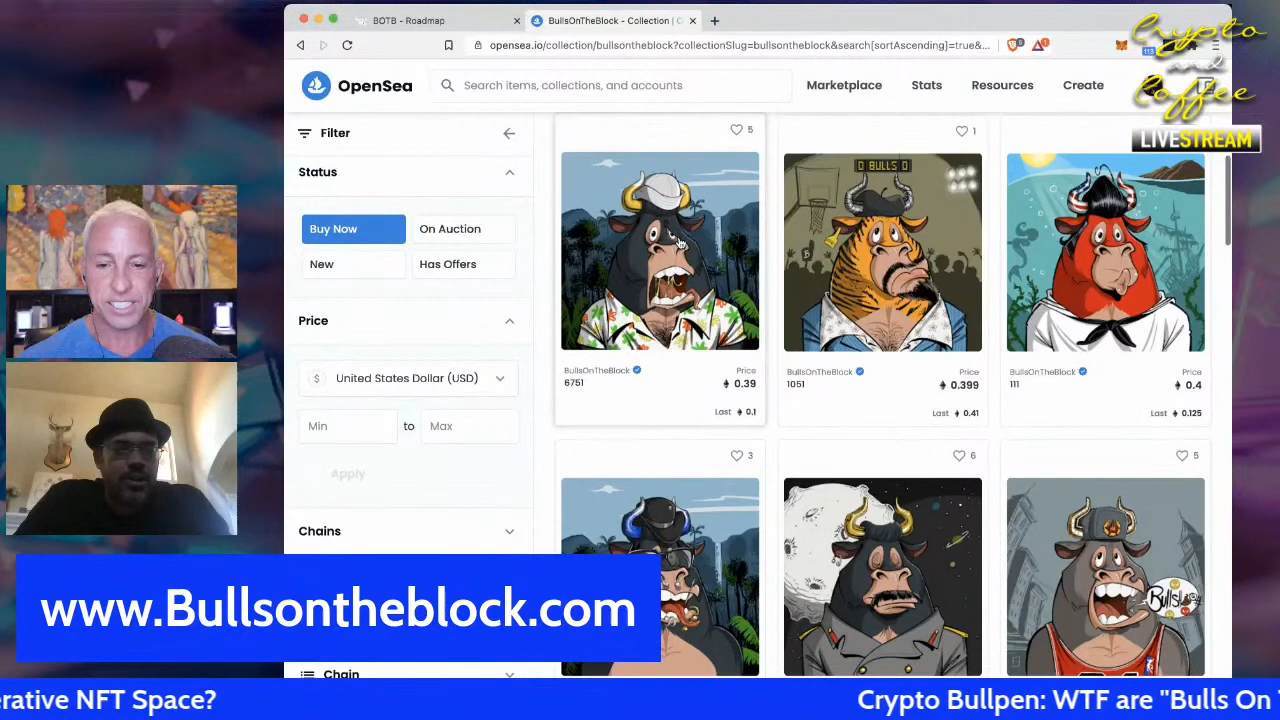 BOTB - Roadmap
BullsOnTheBlock - Collection | O
opensea.io/collection/bullsontheblock?collectionSlug=bullsontheblock&search[sortAscending]=true&...
Crypto
and
Coffee
LIVESTREAM
OpenSea
Search items, collections, and accounts
Marketplace
Stats
Resources
Create
Filter
Status
Buy Now
On Auction
New
Has Offers
Price
$
United States Dollar (USD)
Min
to
Max
Apply
Chains
Chain
5
1
0 BULLS 0
BullsOnTheBlock
Price
6751
0.39
Last 0.1
BullsOnTheBlock
Price
1051
0.399
Last 0.41
BullsOnTheBlock
Price
111
0.4
Last 0.125
3
6
5
www.Bullsontheblock.com
erative NFT Space?
Crypto Bullpen: WTF are "Bulls On